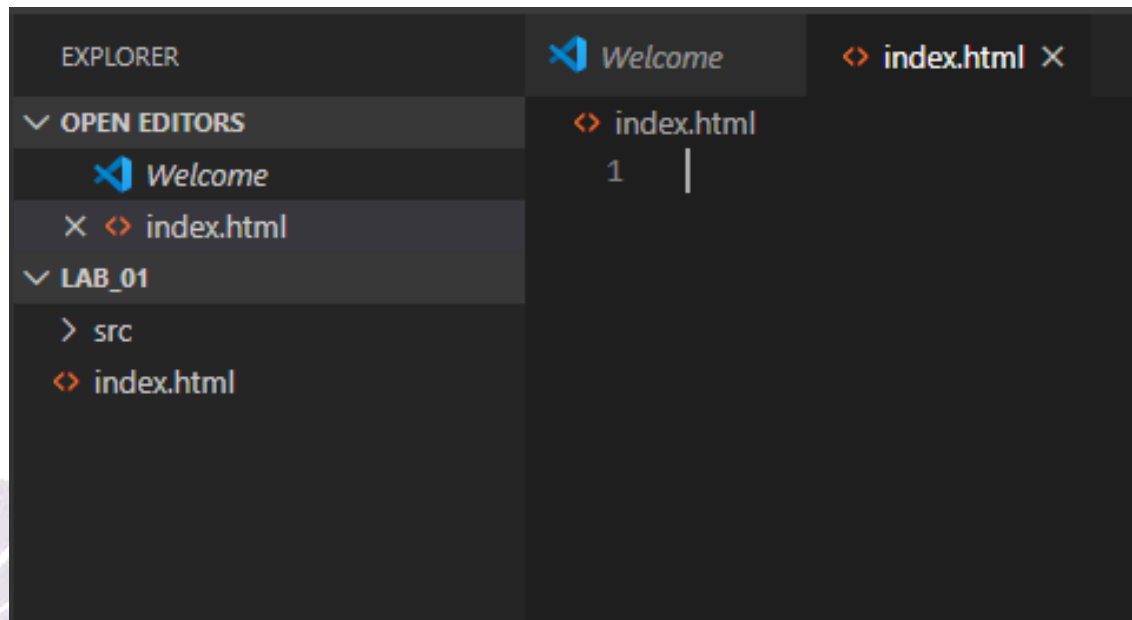 EXPLORER
OPEN EDITORS
Welcome
index.html
LAB_01
src
index.html
Welcome
index.html
index.html
1